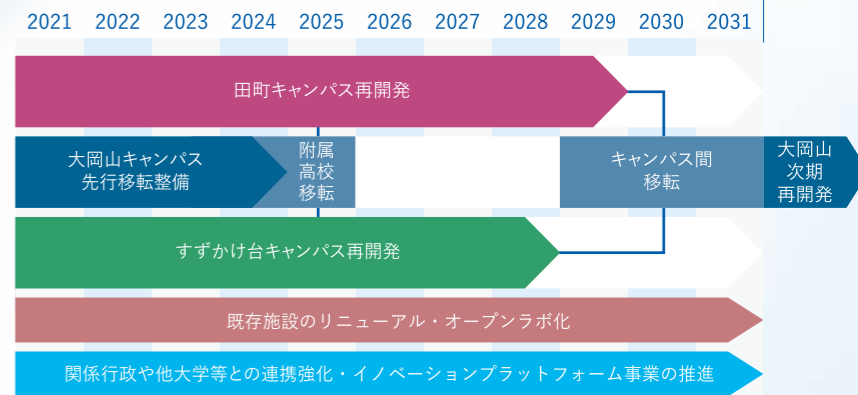 2021 2022 2023 2024 2025 2026 2027 2028 2029 2030 2031
田町キャンパス再開発
大岡山キャンパス
先行移転整備
附属
高校
移転
キャンパス間
移転
大岡山
次期
再開発
すずかけ台キャンパス再開発
既存施設のリニューアル・オープンラボ化
関係行政や他大学等との連携強化・イノベーションプラットフォーム事業の推進